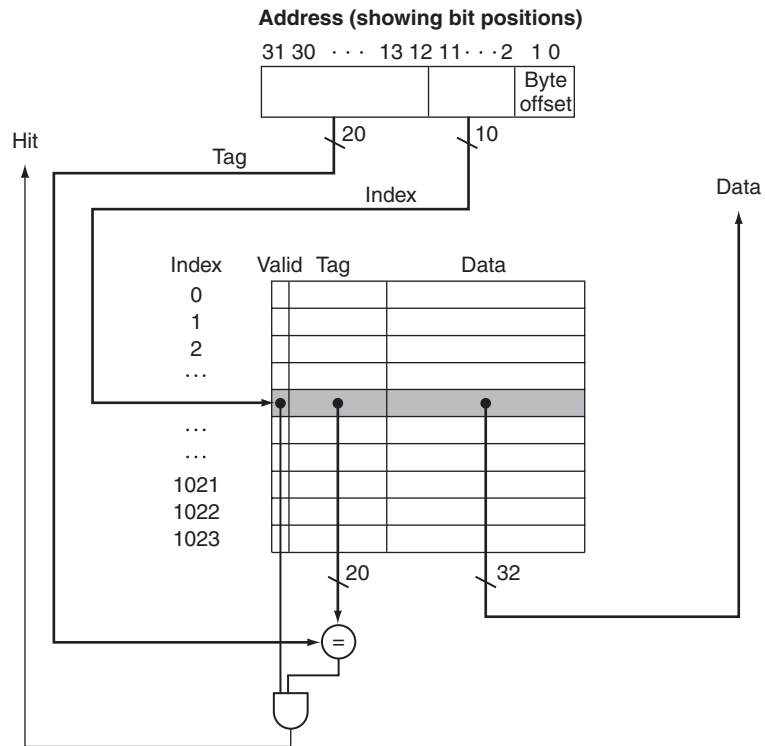 Address (showing bit positions)
31 30 · · · 13 12 11 · · · 2 1 0
Byte
offset
20
10
Hit
Tag
Index
Data
Index Valid Tag Data
0
1
2
...
...
...
1021
1022
1023
20
32
=